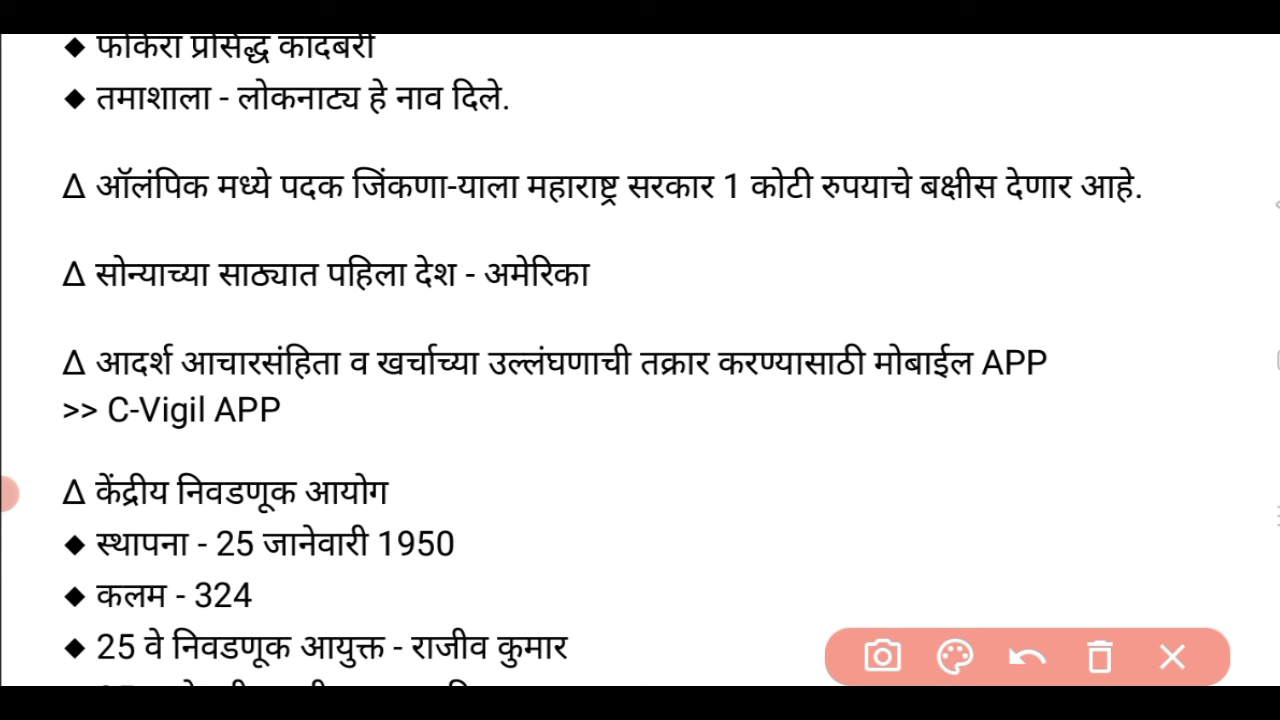 ◆ फकिरा प्रसिद्ध कादंबरी
◆ तमाशाला - लोकनाट्य हे नाव दिले.
Δ ऑलंपिक मध्ये पदक जिंकणा-याला महाराष्ट्र सरकार 1 कोटी रुपयाचे बक्षीस देणार आहे.
Δ सोन्याच्या साठ्यात पहिला देश - अमेरिका
Δ आदर्श आचारसंहिता व खर्चाच्या उल्लंघणाची तक्रार करण्यासाठी मोबाईल APP
>> C-Vigil APP
Δ केंद्रीय निवडणूक आयोग
◆ स्थापना - 25 जानेवारी 1950
◆ कलम - 324
◆ 25 वे निवडणूक आयुक्त - राजीव कुमार